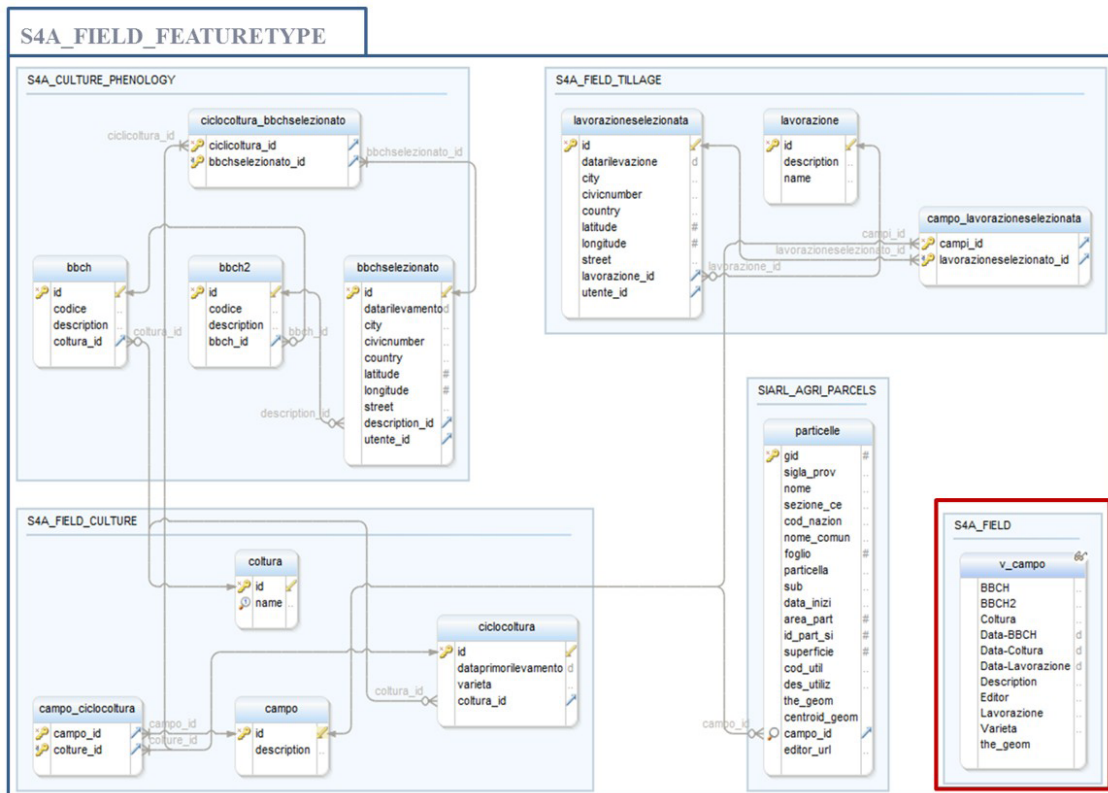 S4A_FIELD_FEATURETYPE
S4A_CULTURE_PHENOLOGY
ciclocoltura_bbchselezionato
ciclicoltura_id
bbchselezionato_id
ciclicoltura_id
bbchselezionato_id
bbch
id
codice
description
coltura_id
coltura_id
bbch2
id
codice
description
bbch_id
bbch_id
bbchselezionato
id
datarilevamento d
city
civicnumber
country
latitude #
longitude #
street
description_id
utente_id
description_id
S4A_FIELD_TILLAGE
lavorazioneselezionata
id
datarilevazione d
city
civicnumber
country
latitude #
longitude #
street
lavorazione_id
utente_id
lavorazione_id
lavorazione
id
description
name
campo_lavorazioneselezionata
campi_id
lavorazioneselezionato_id
campi_id
lavorazioneselezionato_id
S4A_FIELD_CULTURE
coltura
id
name
ciclocoltura
id
dataprimorilevamento d
varieta
coltura_id
coltura_id
campo_ciclocoltura
campo_id
colture_id
campo_id
colture_id
campo
id
description
SIARL_AGRI_PARCELS
particelle
gid #
sigla_prov
nome
sezione_ce
cod_nazion
nome_comun
foglio #
particella
sub
data_inizi
area_part #
id_part_si #
superficie #
cod_util
des_utiliz
the_geom
centroid_geom
campo_id
editor_url
campo_id
S4A_FIELD
v_campo
BBCH
BBCH2
Coltura
Data-BBCH d
Data-Coltura d
Data-Lavorazione d
Description
Editor
Lavorazione
Varieta
the_geom